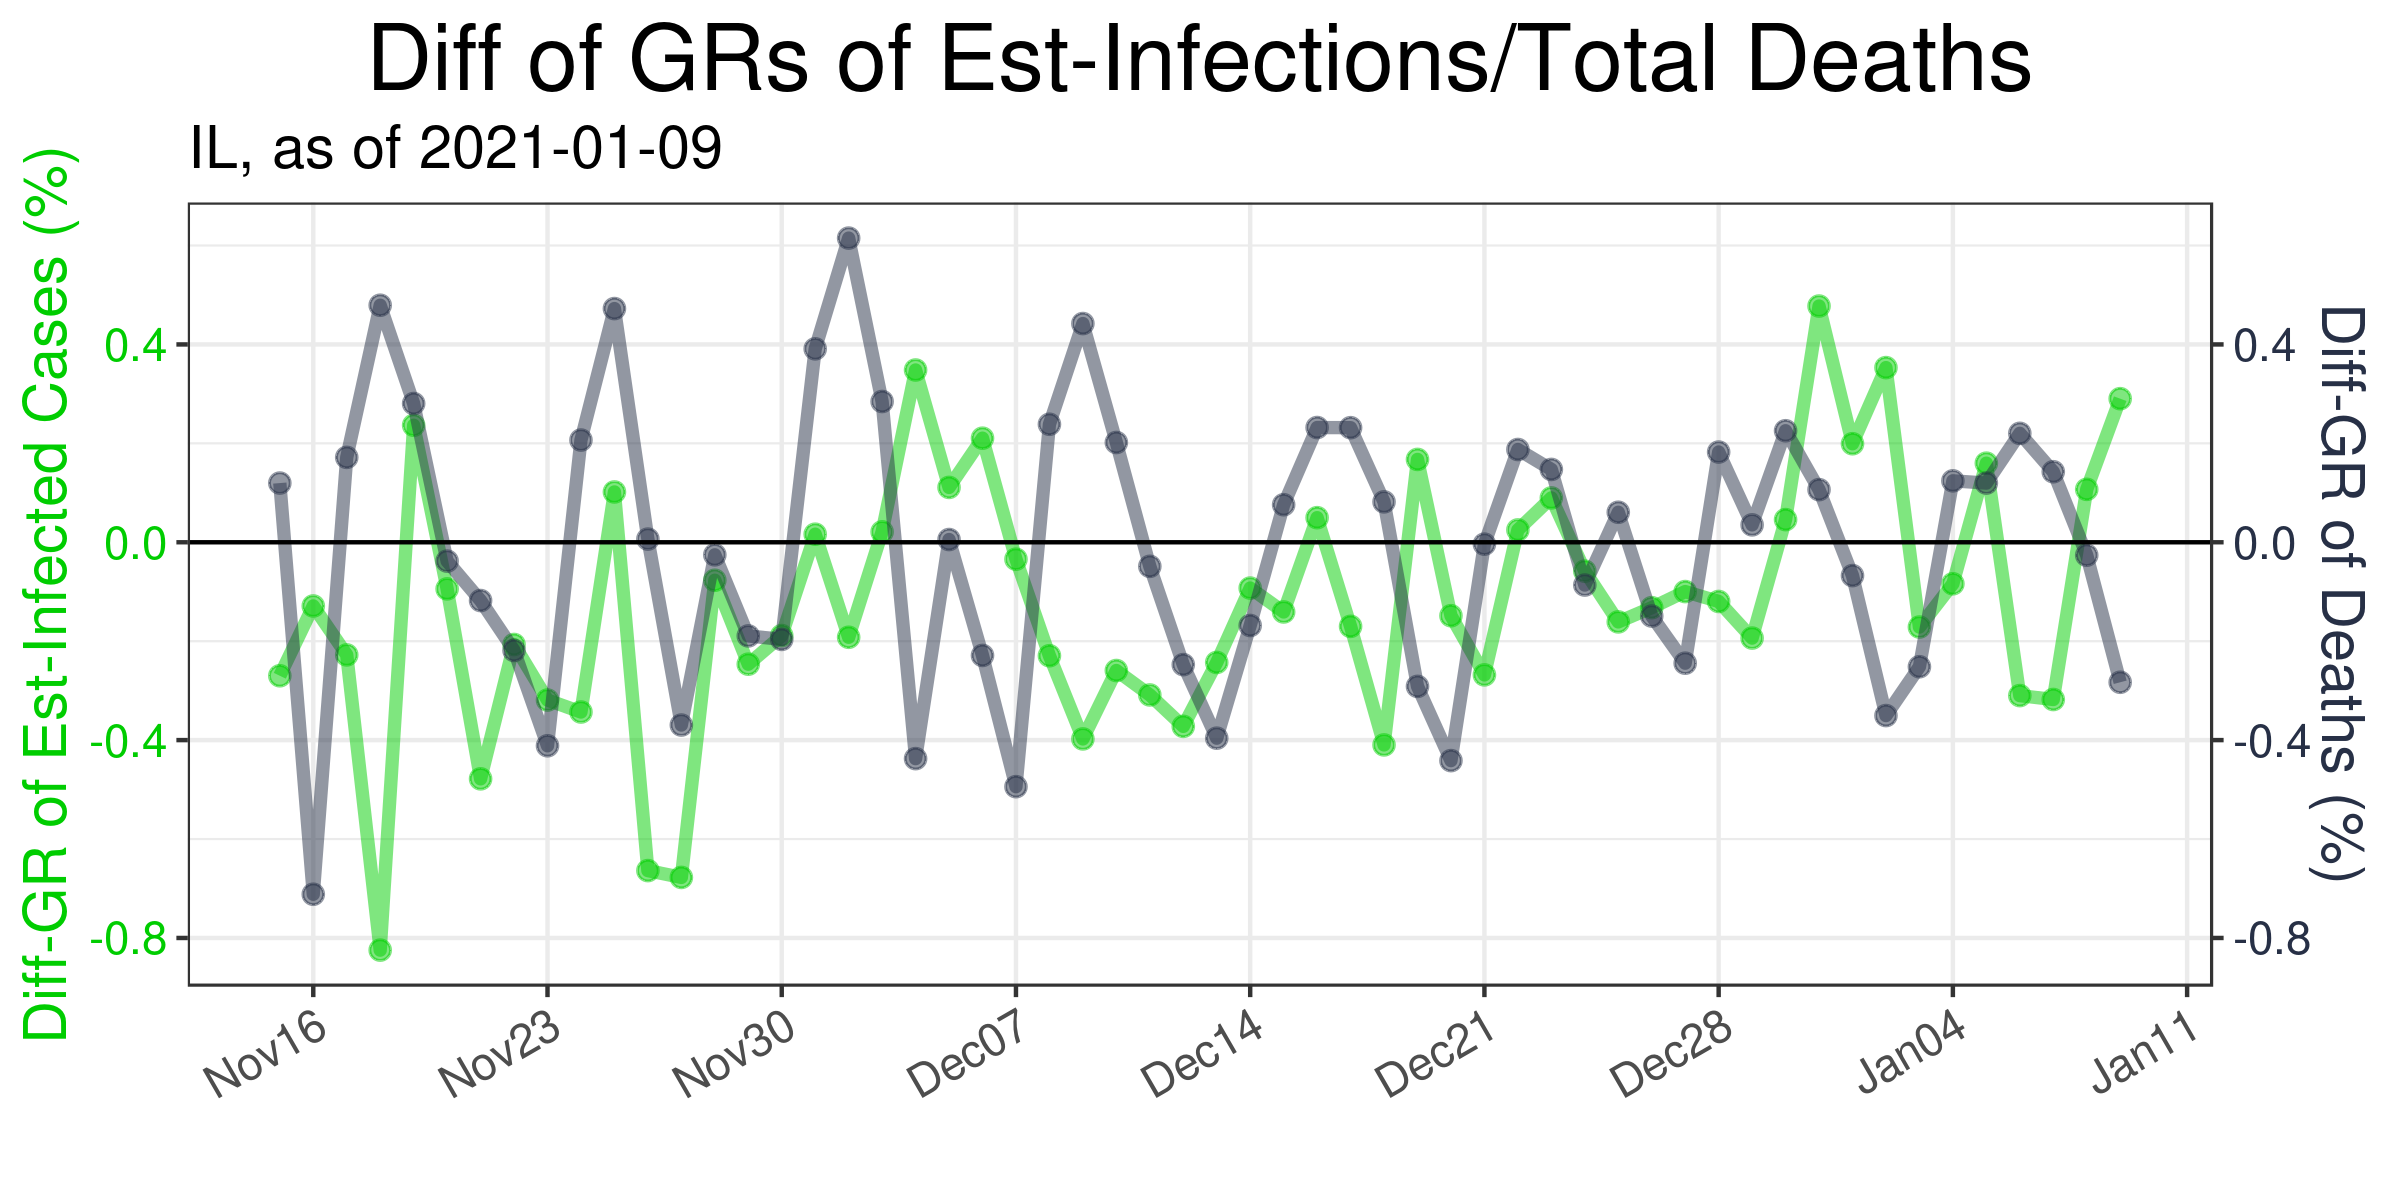 Diff of GRs of Est-Infections/Total Deaths
IL, as of 2021-01-09
Diff-GR of Est-Infected Cases (%)
0.4
0.0
-0.4
-0.8
0.4
0.0
-0.4
-0.8
Diff-GR of Deaths (%)
Nov16
Nov23
Nov30
Dec07
Dec14
Dec21
Dec28
Jan04
Jan11